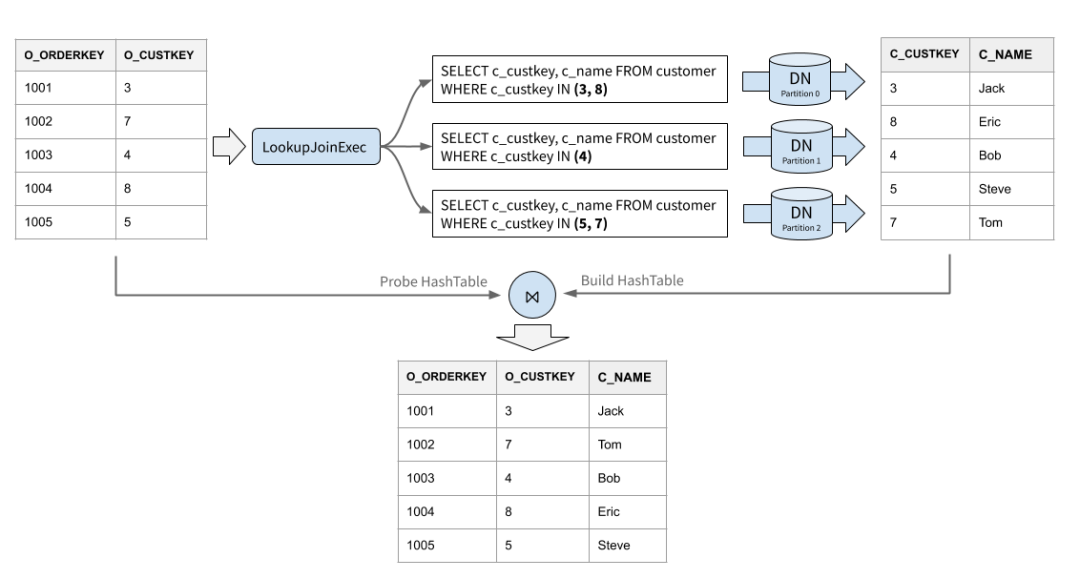 O_ORDERKEY O_CUSTKEY
1001 3
1002 7
1003 4
1004 8
1005 5
LookupJoinExec
SELECT c_custkey, c_name FROM customer
WHERE c_custkey IN (3, 8)
SELECT c_custkey, c_name FROM customer
WHERE c_custkey IN (4)
SELECT c_custkey, c_name FROM customer
WHERE c_custkey IN (5, 7)
DN
Partition 0
DN
Partition 1
DN
Partition 2
C_CUSTKEY C_NAME
3 Jack
8 Eric
4 Bob
5 Steve
7 Tom
Probe HashTable
⋈
Build HashTable
O_ORDERKEY O_CUSTKEY C_NAME
1001 3 Jack
1002 7 Tom
1003 4 Bob
1004 8 Eric
1005 5 Steve